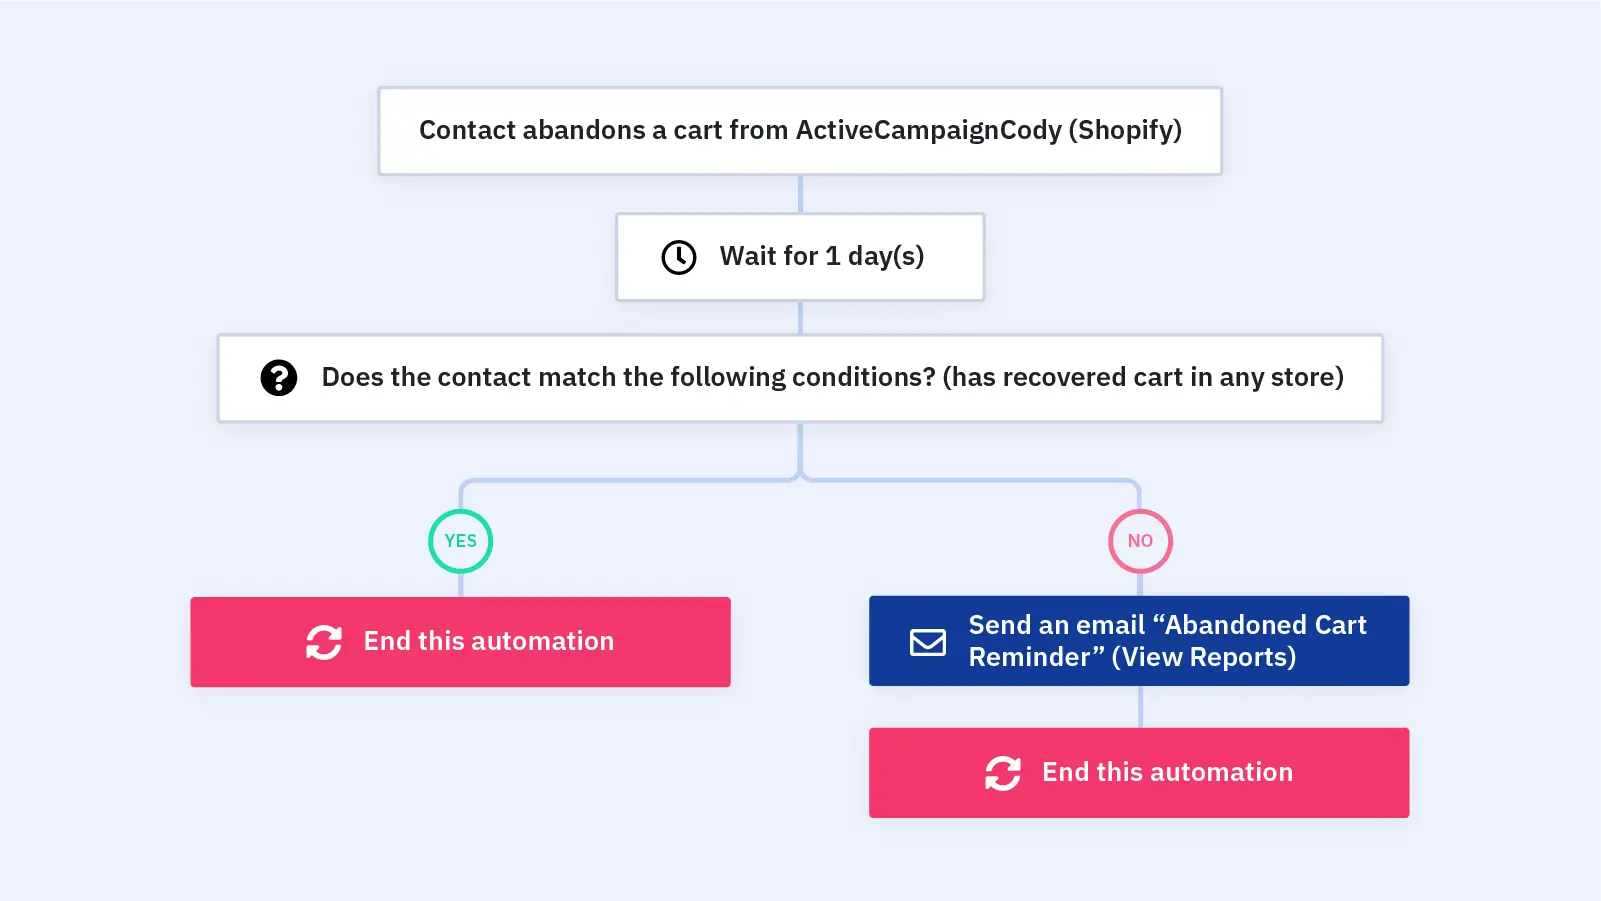 Contact abandons a cart from ActiveCampaignCody (Shopify)
Wait for 1 day(s)
Does the contact match the following conditions? (has recovered cart in any store)
YES
NO
End this automation
Send an email “Abandoned Cart
Reminder” (View Reports)
End this automation